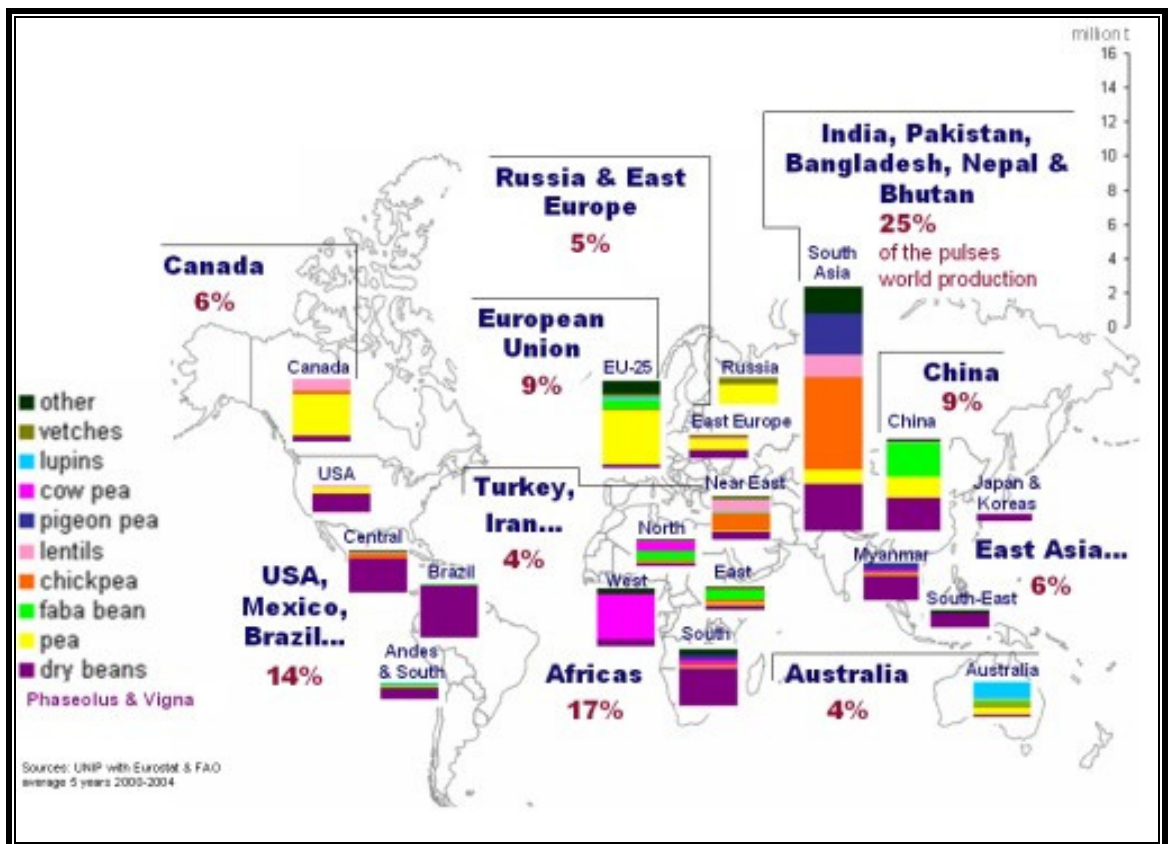 million t
16
14
12
10
8
6
4
2
0
India, Pakistan,
Bangladesh, Nepal &
Bhutan
25%
of the pulses
world production
South
Asia
Russia & East
Europe
5%
Canada
6%
European
Union
9%
Canada
EU-25
Russia
East Europe
China
9%
China
other
vetches
lupins
cow pea
pigeon pea
lentils
chickpea
faba bean
pea
dry beans
Phaseolus & Vigna
USA
Turkey,
Iran...
4%
Near East
Japan &
Koreas
East Asia...
6%
Central
Brazil
North
West
East
South
Myanmar
South-East
USA,
Mexico,
Brazil...
14%
Andes
& South
Africas
17%
Australia
4%
Australia
Sources: UNIP with Eurostat & FAO
average 5 years 2000-2004